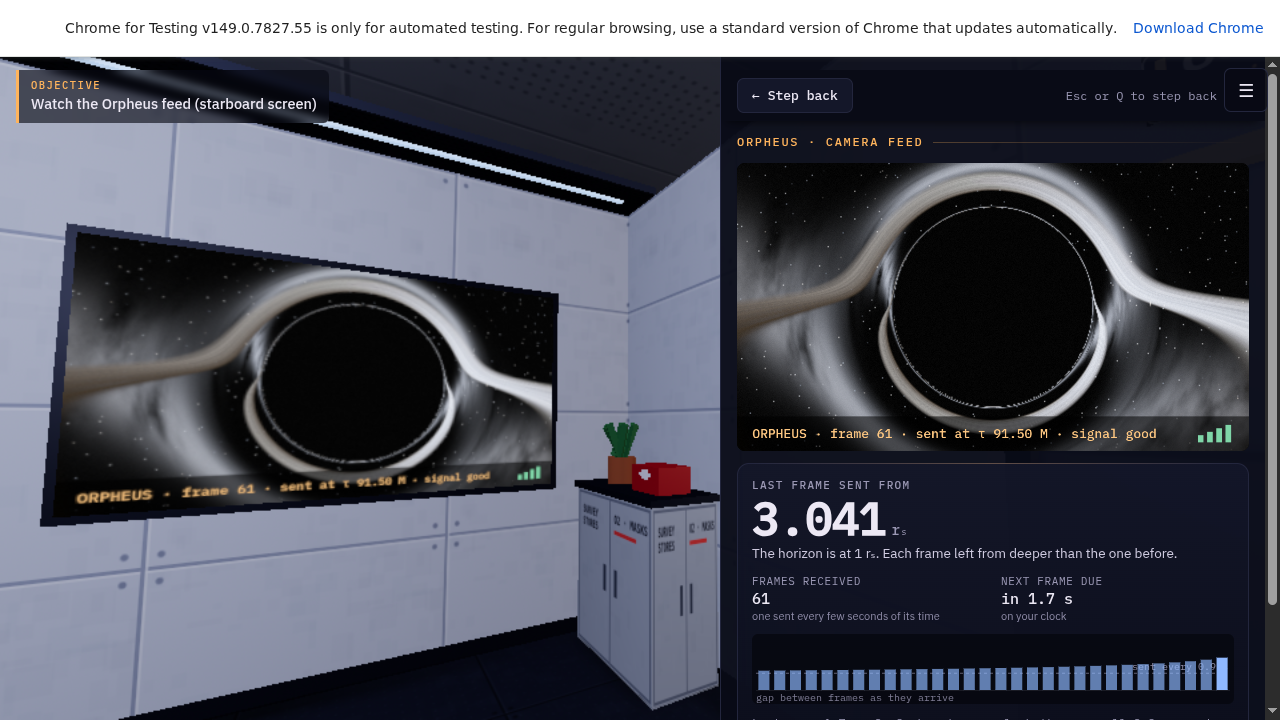 Chrome for Testing v149.0.7827.55 is only for automated testing. For regular browsing, use a standard version of Chrome that updates automatically. Download Chrome
OBJECTIVE
Watch the Orpheus feed (starboard screen)
← Step back
Esc or Q to step back
☰
ORPHEUS · CAMERA FEED
ORPHEUS · frame 61 · sent at τ 91.50 M · signal good
LAST FRAME SENT FROM
3.041 rₛ
The horizon is at 1 rₛ. Each frame left from deeper than the one before.
FRAMES RECEIVED
61
one sent every few seconds of its time
NEXT FRAME DUE
in 1.7 s
on your clock
sent every 0.9
gap between frames as they arrive
ORPHEUS · frame 61 · sent at τ 91.50 M · signal good
SURVEY STORES
O2 · MASKS
SURVEY STORES
O2 · MASKS